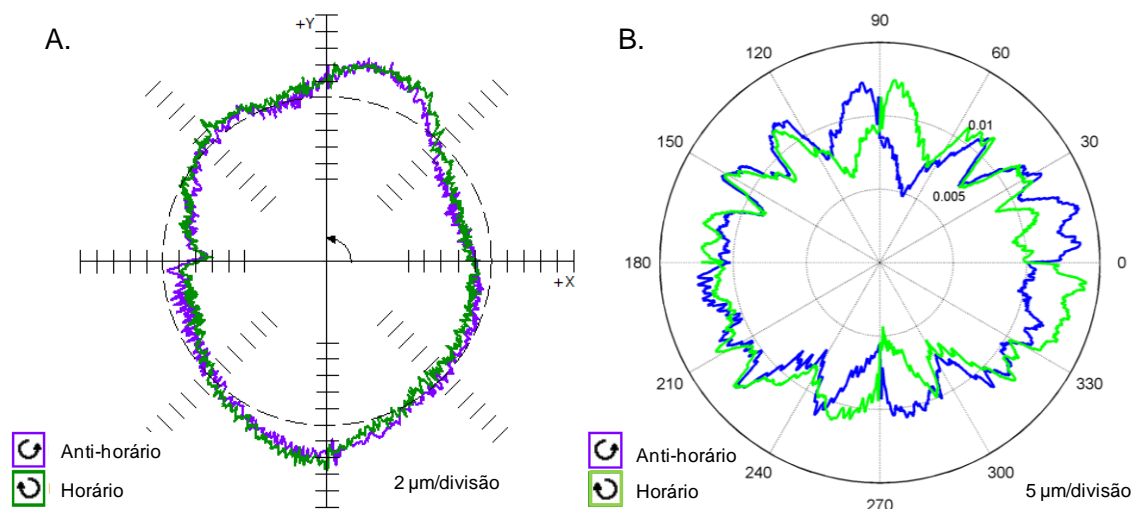 A.
+Y
+X
Anti-horário
Horário
2 µm/divisão
B.
90
120
60
150
30
0.01
0.005
180
0
210
330
240
300
270
Anti-horário
Horário
5 µm/divisão